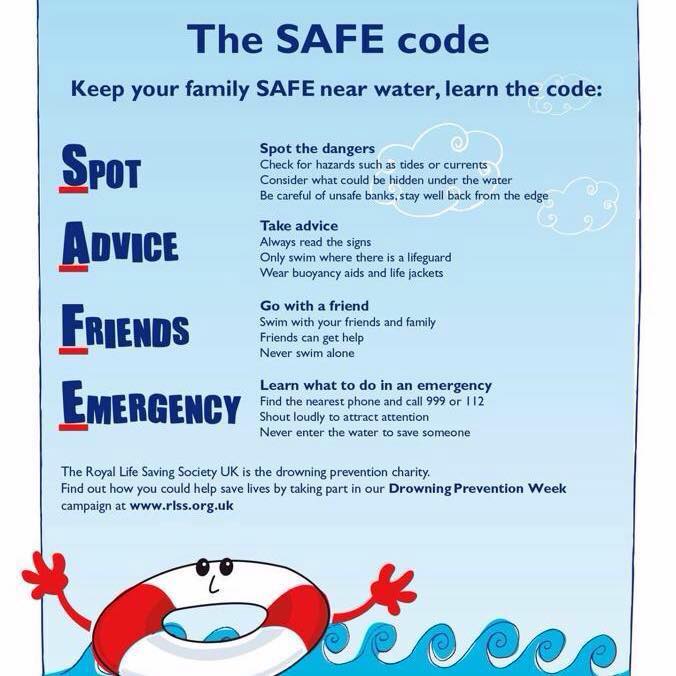 The SAFE code
Keep your family SAFE near water, learn the code:
SPOT
Spot the dangers
Check for hazards such as tides or currents
Consider what could be hidden under the water
Be careful of unsafe banks, stay well back from the edge
ADVICE
Take advice
Always read the signs
Only swim where there is a lifeguard
Wear buoyancy aids and life jackets
FRIENDS
Go with a friend
Swim with your friends and family
Friends can get help
Never swim alone
EMERGENCY
Learn what to do in an emergency
Find the nearest phone and call 999 or 112
Shout loudly to attract attention
Never enter the water to save someone
The Royal Life Saving Society UK is the drowning prevention charity.
Find out how you could help save lives by taking part in our Drowning Prevention Week
campaign at www.rlss.org.uk